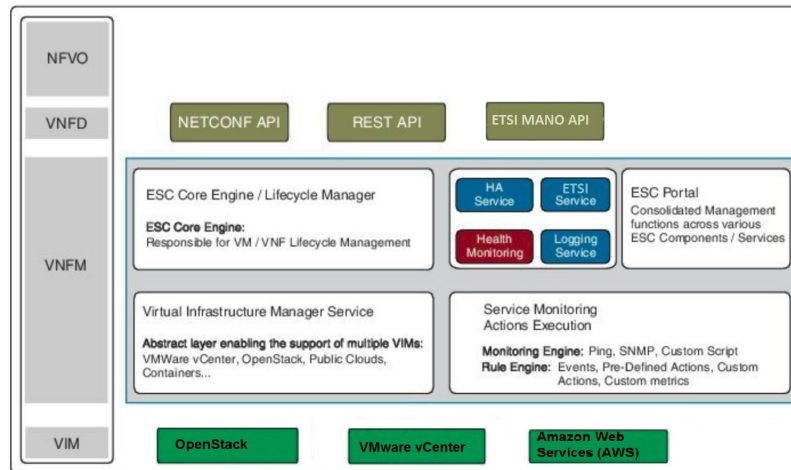 NFVO
VNFD
NETCONF API
REST API
ETSI MANO API
VNFM
ESC Core Engine / Lifecycle Manager
ESC Core Engine:
Responsible for VM / VNF Lifecycle Management
HA
Service
ETSI
Service
Health
Monitoring
Logging
Service
ESC Portal
Consolidated Management
functions across various
ESC Components / Services
Virtual Infrastructure Manager Service
Abstract layer enabling the support of multiple VIMs:
VMWare vCenter, OpenStack, Public Clouds,
Containers...
Service Monitoring
Actions Execution
Monitoring Engine: Ping, SNMP, Custom Script
Rule Engine: Events, Pre-Defined Actions, Custom
Actions, Custom metrics
VIM
OpenStack
VMware vCenter
Amazon Web
Services (AWS)